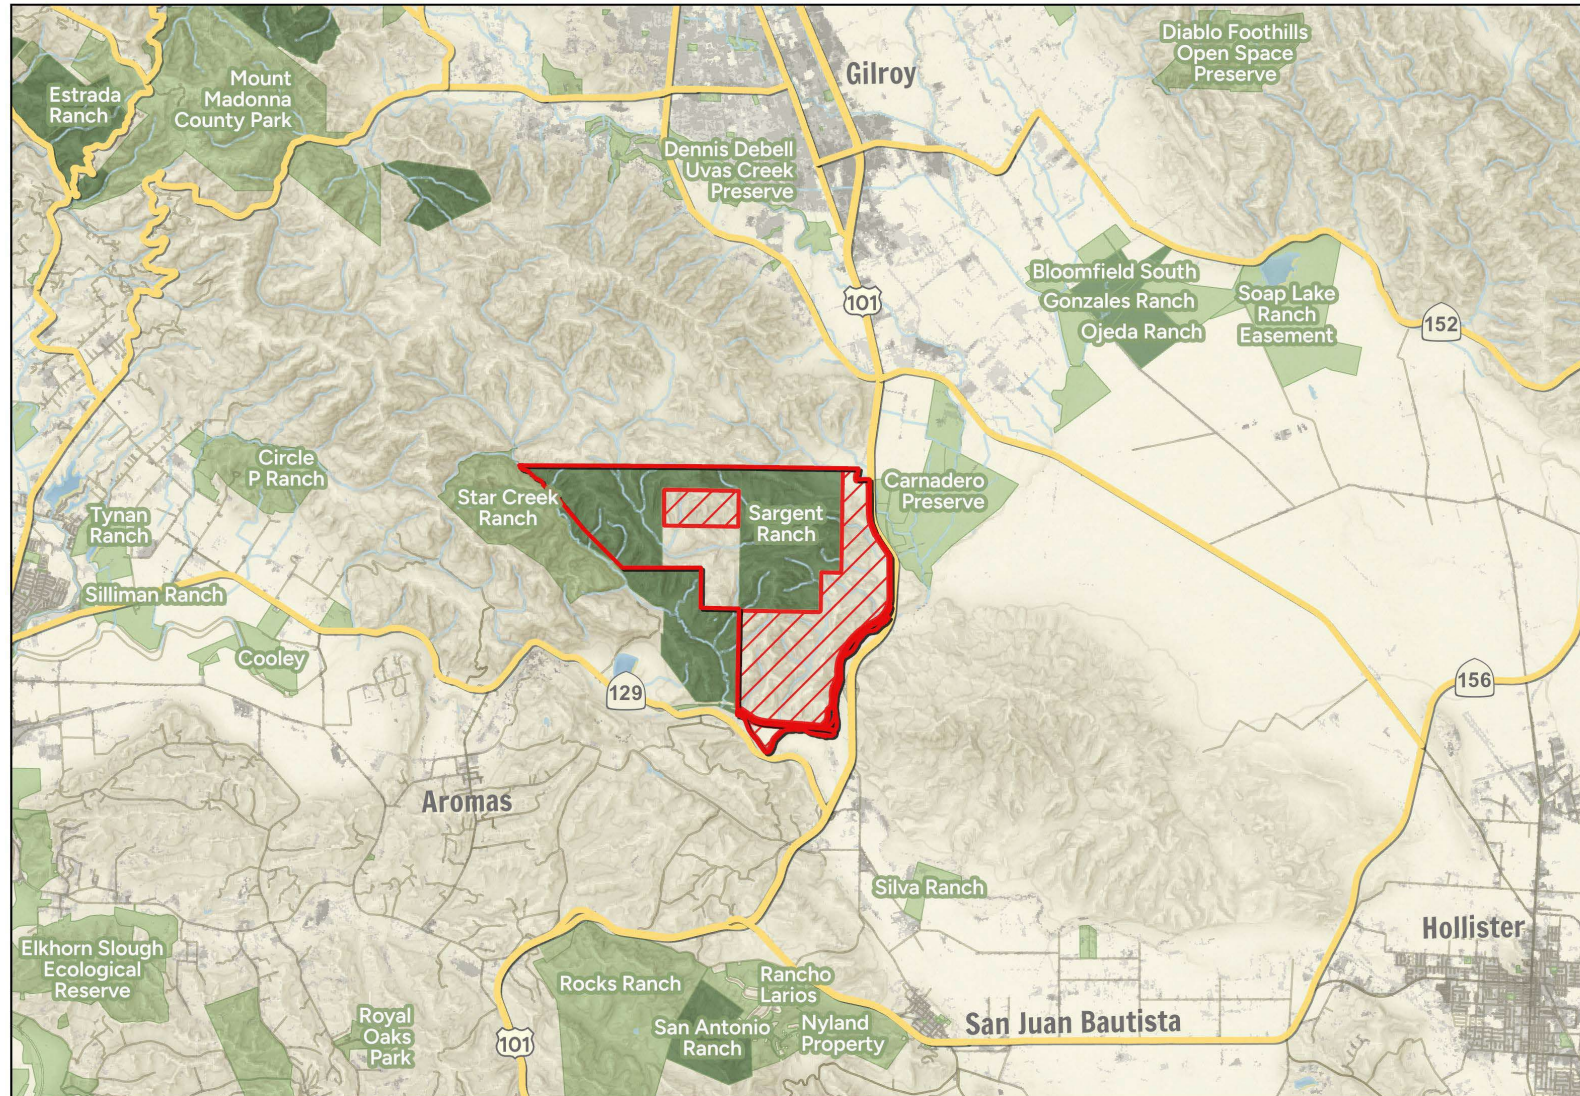 Diablo Foothills
Open Space
Preserve
Gilroy
Mount
Madonna
County Park
Estrada
Ranch
Dennis Debell
Uvas Creek
Preserve
Bloomfield South
Gonzales Ranch
Ojeda Ranch
Soap Lake
Ranch
Easement
101
152
Circle
P Ranch
Star Creek
Ranch
Sargent
Ranch
Carnadero
Preserve
Tynan
Ranch
Silliman Ranch
Cooley
129
156
Aromas
Silva Ranch
Hollister
Elkhorn Slough
Ecological
Reserve
Rocks Ranch
Rancho
Larios
Royal
Oaks
Park
101
San Antonio
Ranch
Nyland
Property
San Juan Bautista